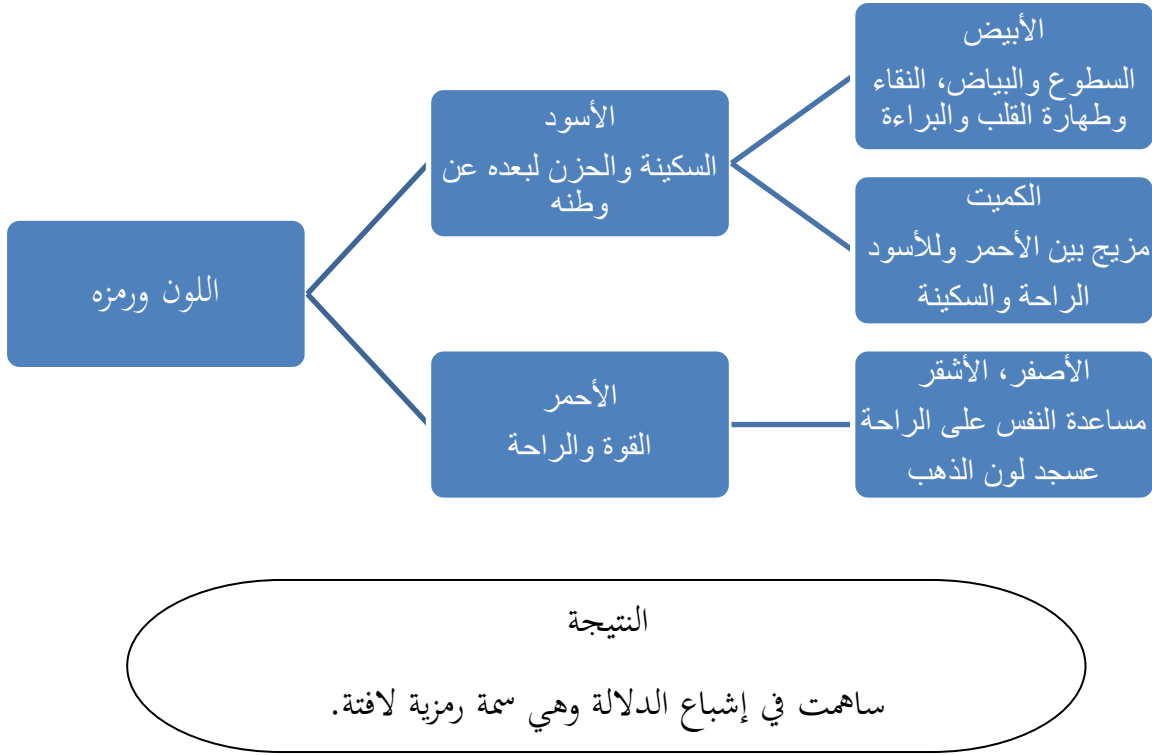 اللون ورمزه
الأسود
السكينة والحزن لبعده عن
وطنه
الأبيض
السطوع والبياض، النقاء
وطهارة القلب والبراءة
الكميت
مزيج بين الأحمر وللأسود
الراحة والسكينة
الأحمر
القوة والراحة
الأصفر، الأشقر
مساعدة النفس على الراحة
عسجد لون الذهب
النتيجة
ساهمت في إشباع الدلالة وهي سمة رمزية لافتة.